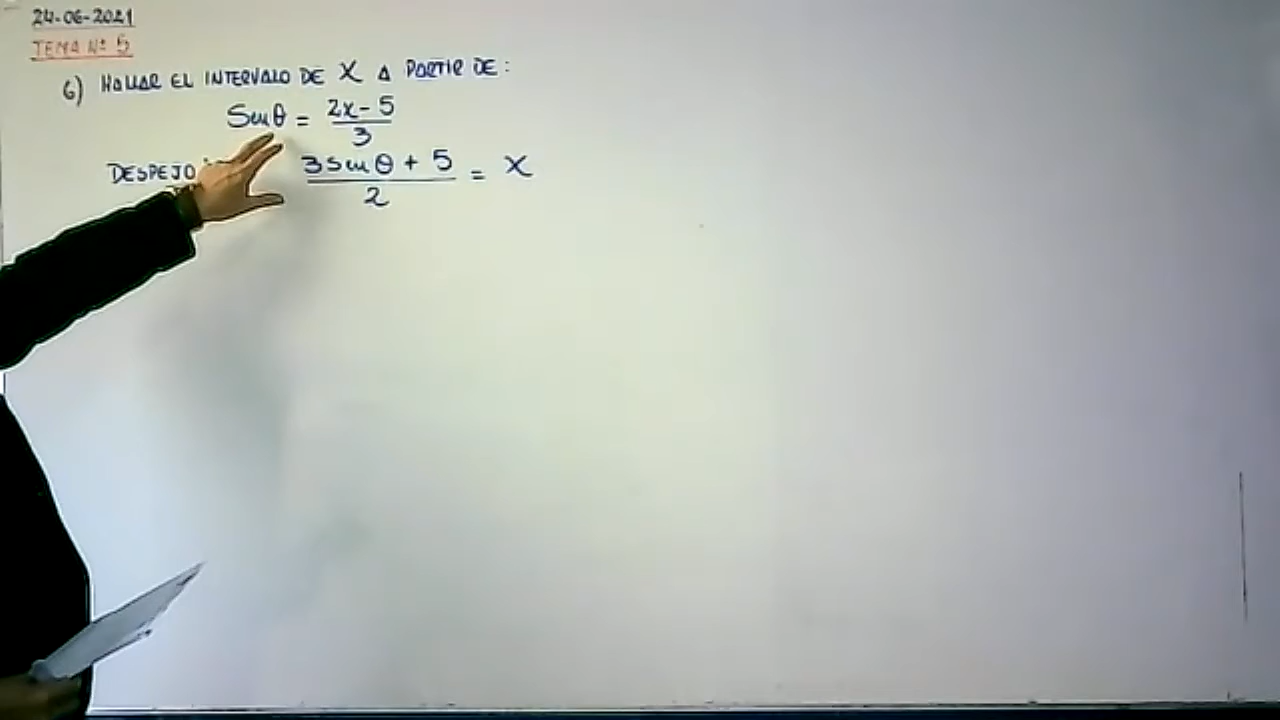 24-06-2021
TEMA Nº 5
6) HALLAR EL INTERVALO DE X A PARTIR DE:
Senθ = 2x-5 / 3
DESPEJO 3senθ + 5 / 2 = X